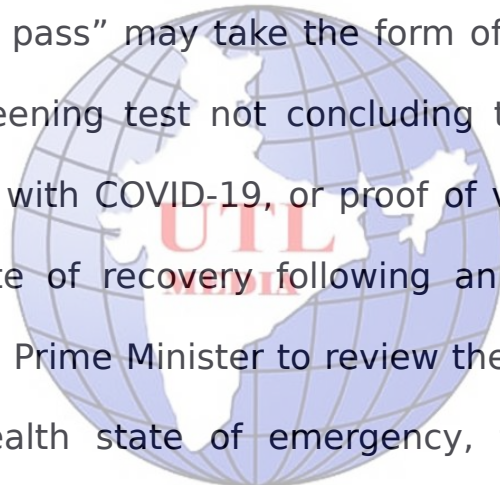 pass” may take the form of
eening test not concluding t
with COVID-19, or proof of v
te of recovery following an
Prime Minister to review the
ealth state of emergency,
UTL
MEDIA